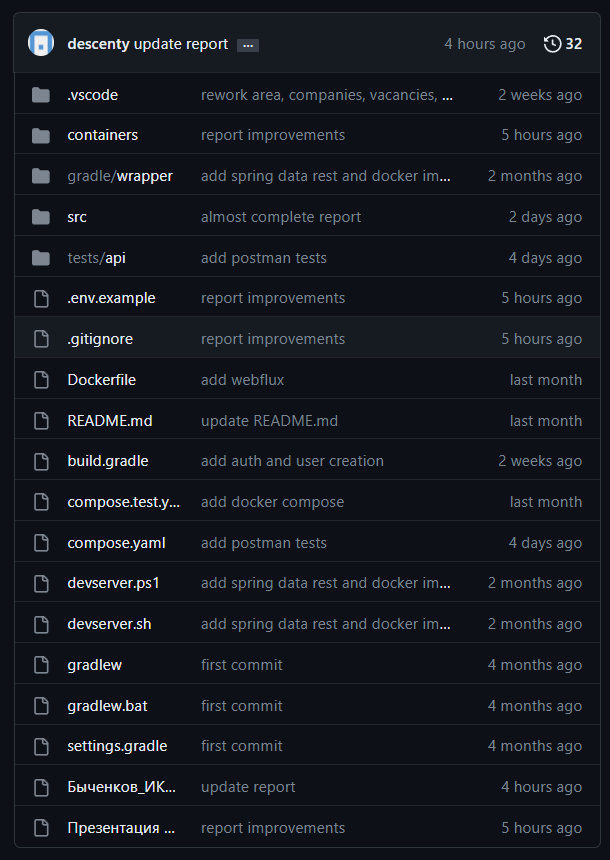 descenty update report ... 4 hours ago 32
.vscode rework area, companies, vacancies, ... 2 weeks ago
containers report improvements 5 hours ago
gradle/wrapper add spring data rest and docker im... 2 months ago
src almost complete report 2 days ago
tests/api add postman tests 4 days ago
.env.example report improvements 5 hours ago
.gitignore report improvements 5 hours ago
Dockerfile add webflux last month
README.md update README.md last month
build.gradle add auth and user creation 2 weeks ago
compose.test.y... add docker compose last month
compose.yaml add postman tests 4 days ago
devserver.ps1 add spring data rest and docker im... 2 months ago
devserver.sh add spring data rest and docker im... 2 months ago
gradlew first commit 4 months ago
gradlew.bat first commit 4 months ago
settings.gradle first commit 4 months ago
Быченков_ИК... update report 4 hours ago
Презентация ... report improvements 5 hours ago